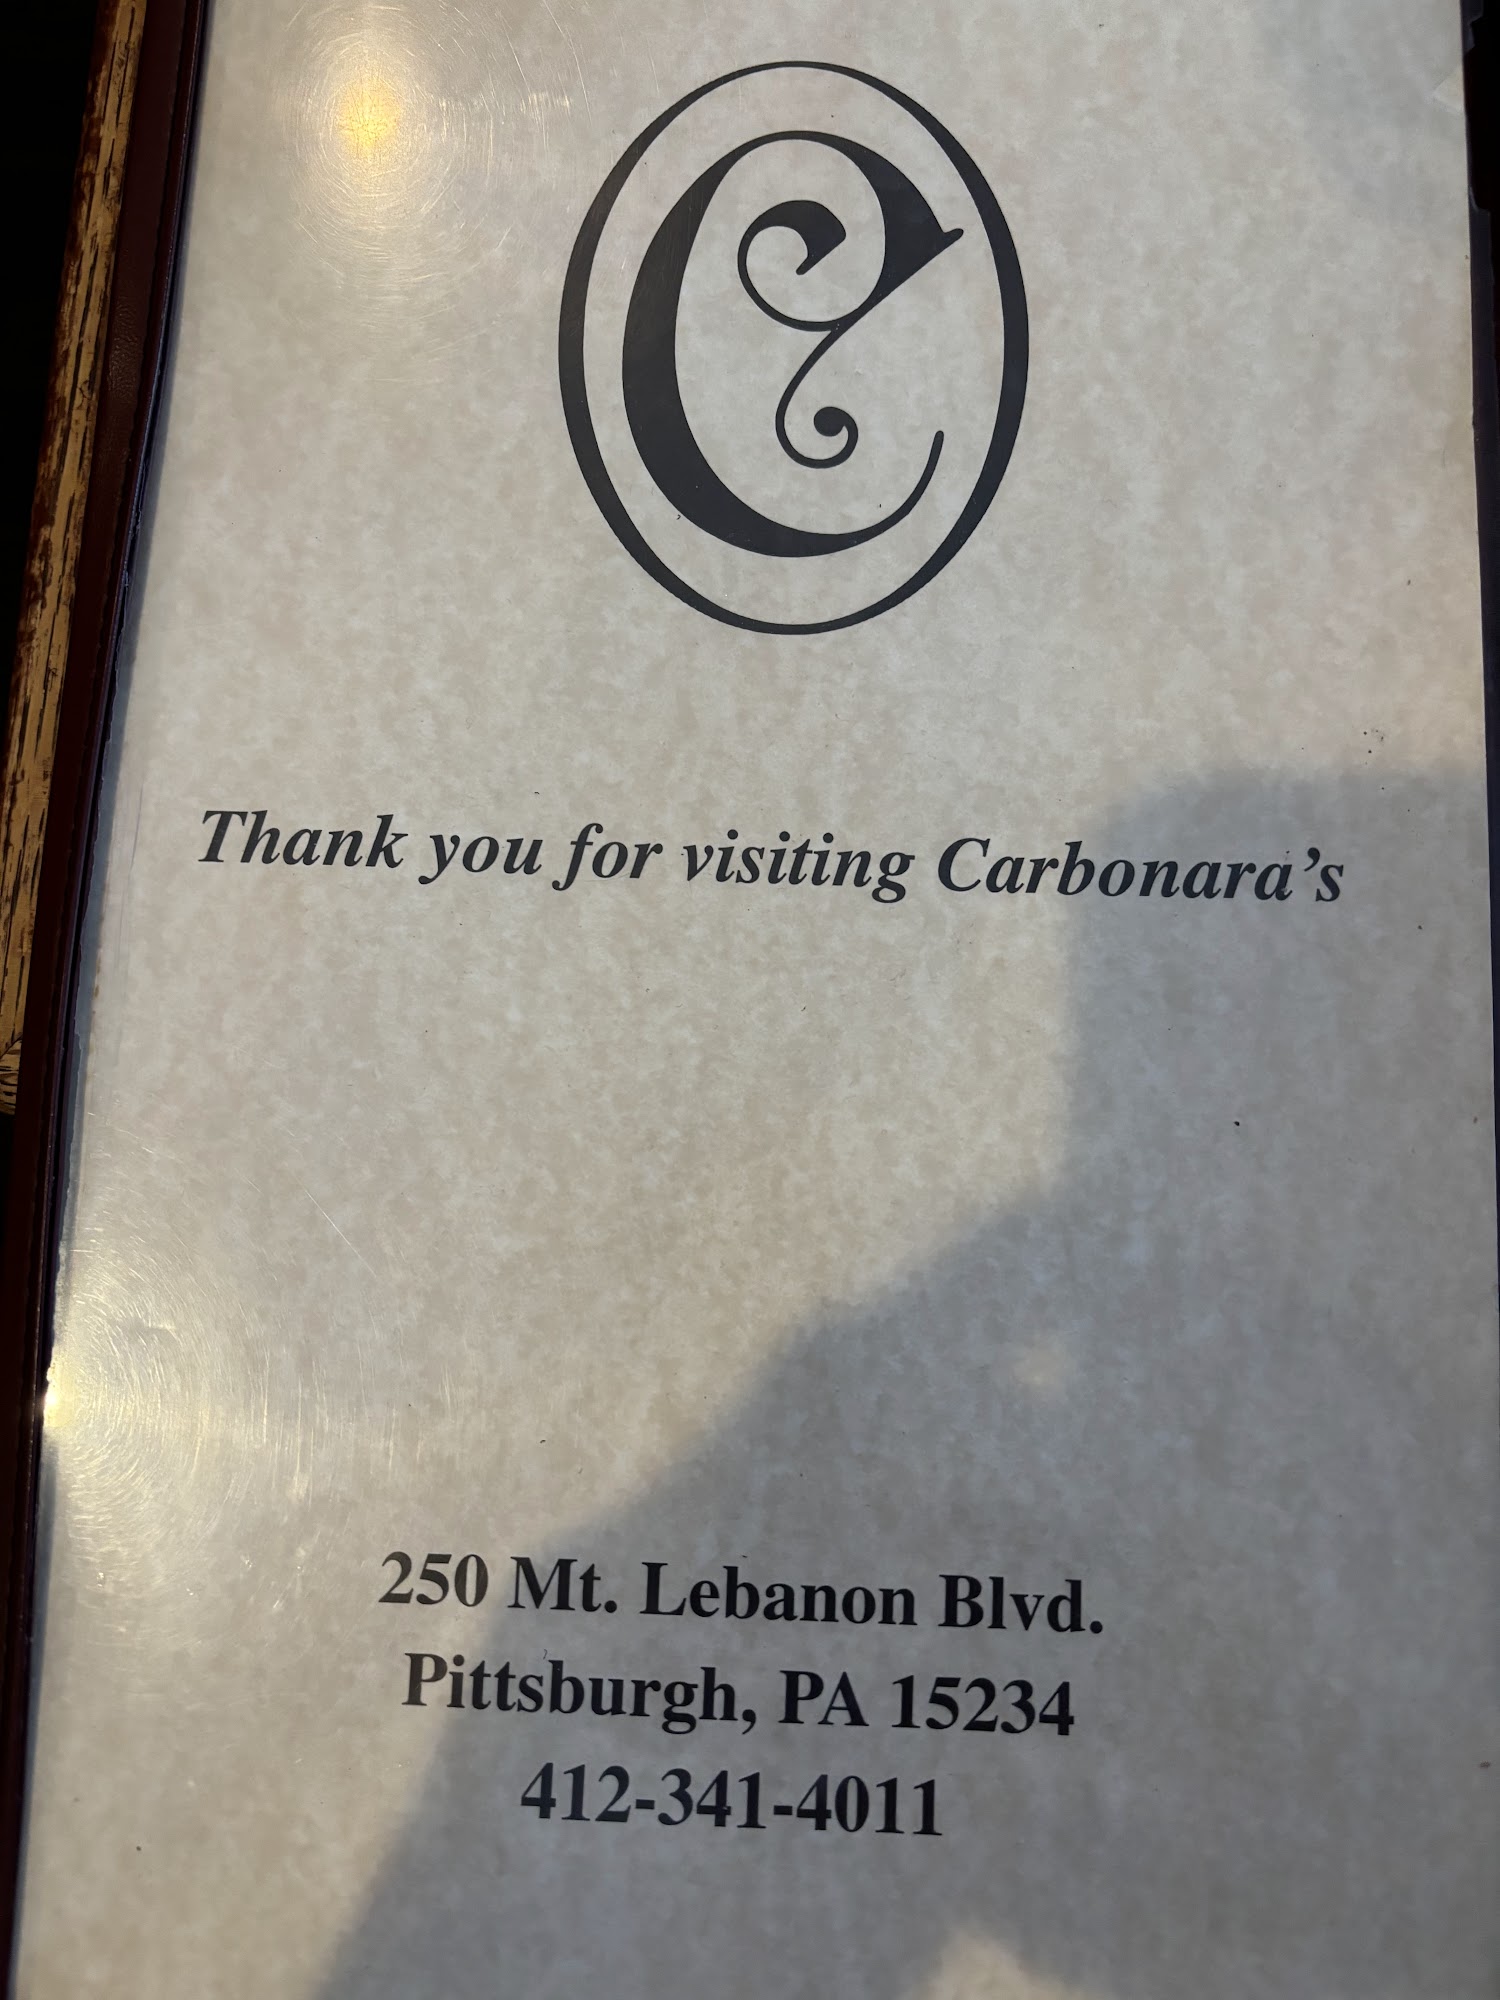 C
Thank you for visiting Carbonara’s
250 Mt. Lebanon Blvd.
Pittsburgh, PA 15234
412-341-4011